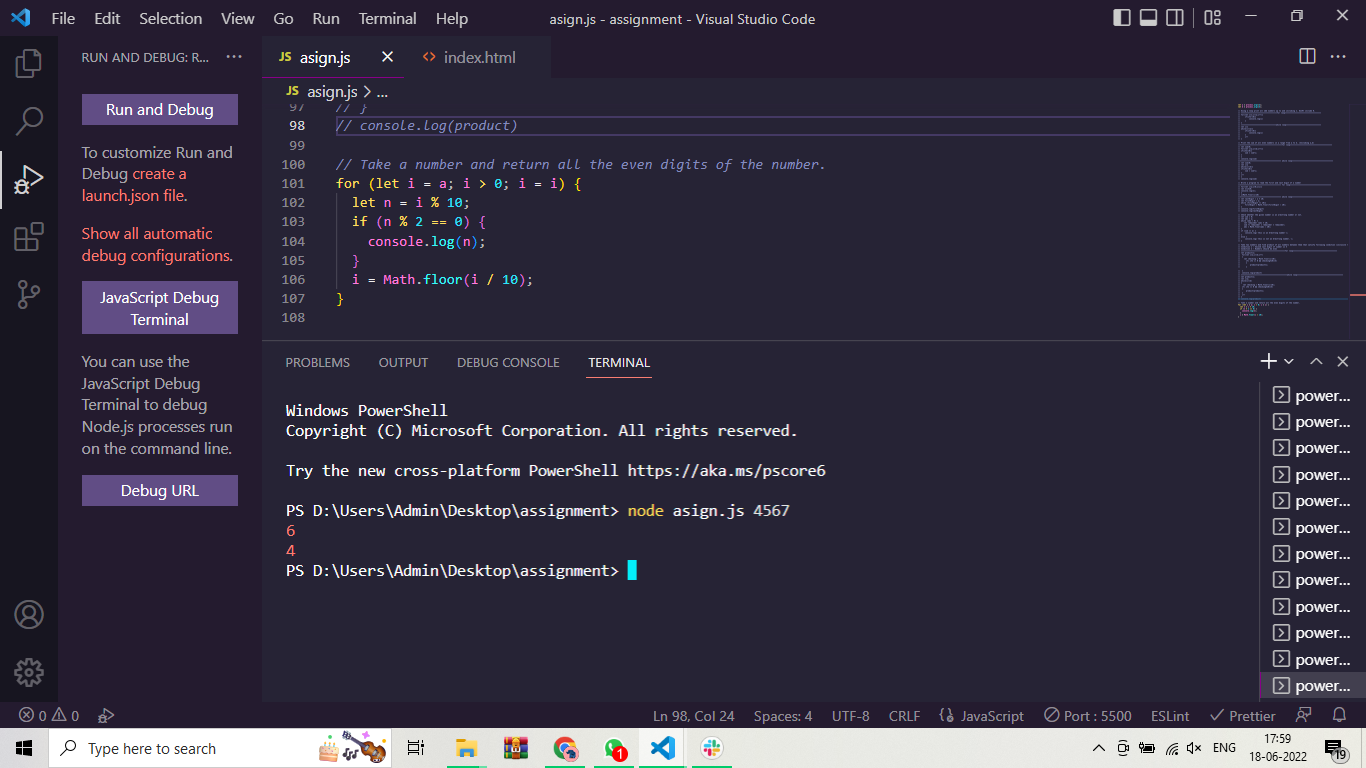 File Edit Selection View Go Run Terminal Help asign.js - assignment - Visual Studio Code
RUN AND DEBUG: R...
Run and Debug
To customize Run and
Debug create a
launch.json file.
Show all automatic
debug configurations.
JavaScript Debug
Terminal
You can use the
JavaScript Debug
Terminal to debug
Node.js processes run
on the command line.
Debug URL
JS asign.js
index.html
JS asign.js > ...
97 // }
98 // console.log(product)
99
100 // Take a number and return all the even digits of the number.
101 for (let i = a; i > 0; i = i) {
102 let n = i % 10;
103 if (n % 2 == 0) {
104 console.log(n);
105 }
106 i = Math.floor(i / 10);
107 }
108
PROBLEMS OUTPUT DEBUG CONSOLE TERMINAL
Windows PowerShell
Copyright (C) Microsoft Corporation. All rights reserved.
Try the new cross-platform PowerShell https://aka.ms/pscore6
PS D:\Users\Admin\Desktop\assignment> node asign.js 4567
6
4
PS D:\Users\Admin\Desktop\assignment>
power...
power...
power...
power...
power...
power...
power...
power...
power...
power...
power...
power...
0 0 Ln 98, Col 24 Spaces: 4 UTF-8 CRLF JavaScript Port : 5500 ESLint Prettier
Type here to search
1
ENG
17:59
18-06-2022
19